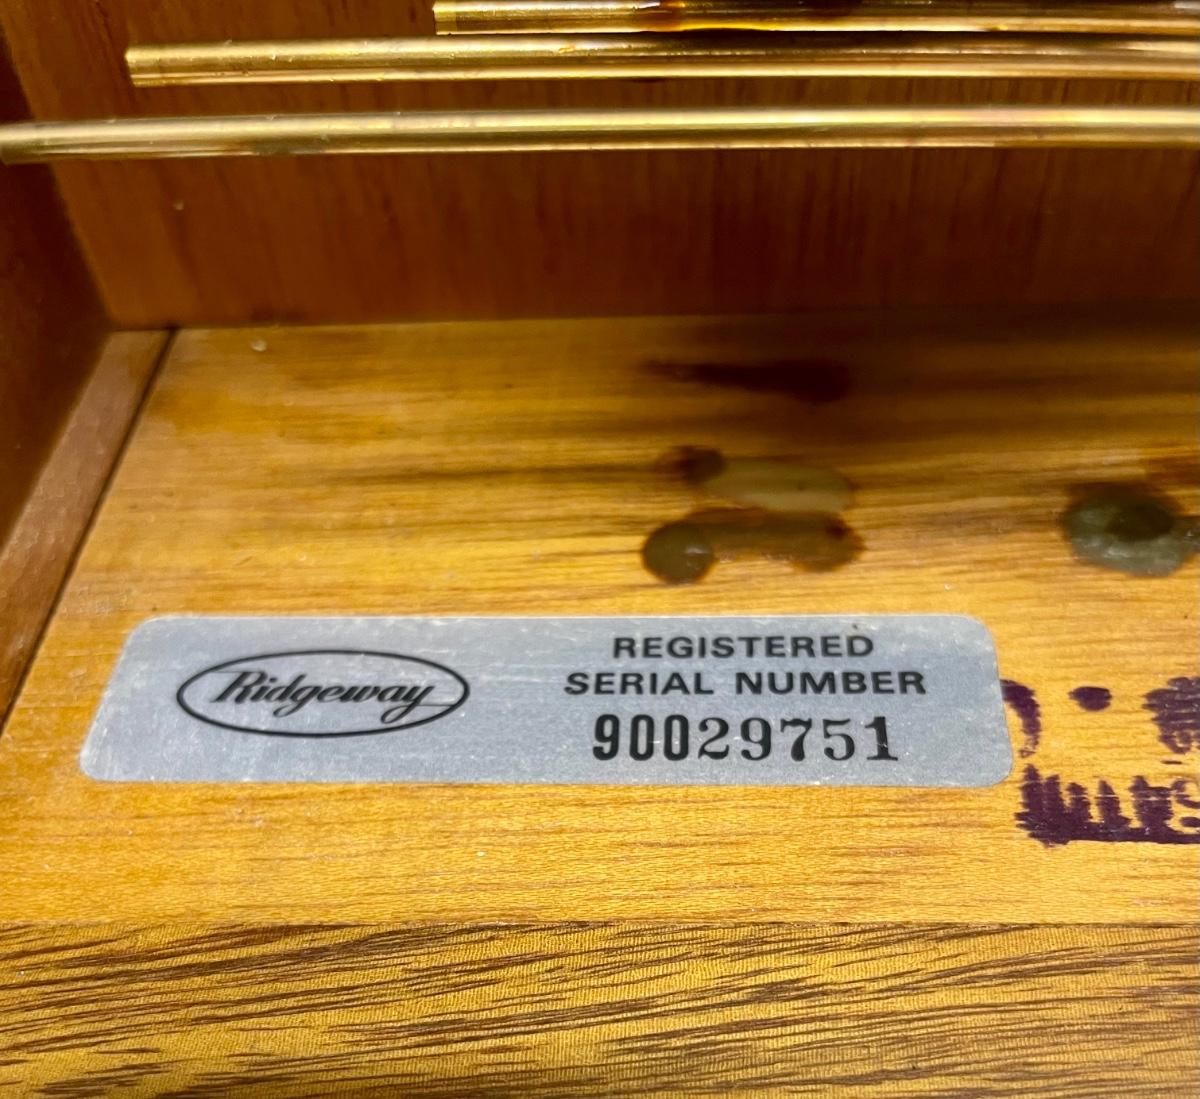 Ridgeway
REGISTERED
SERIAL NUMBER
90029751